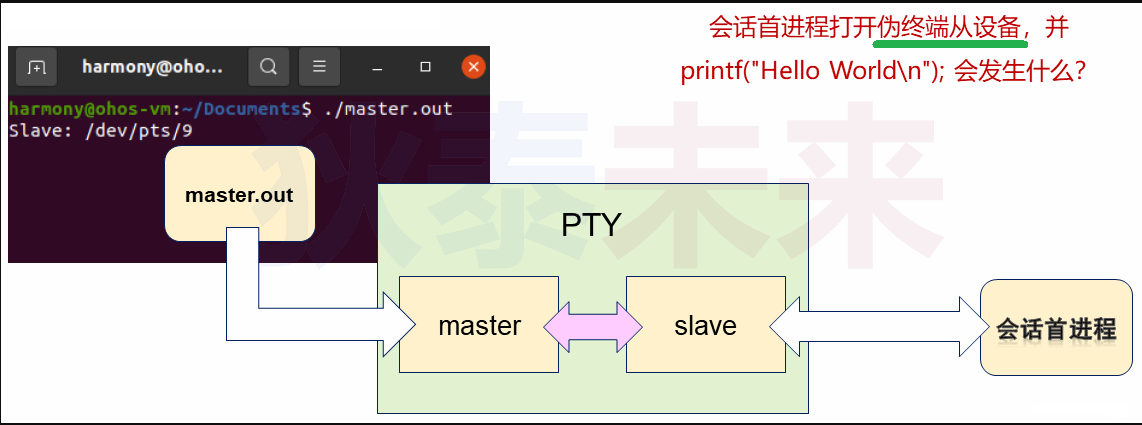 会话首进程打开伪终端从设备，并
printf("Hello World\n"); 会发生什么？
harmony@oho...
harmony@ohos-vm:~/Documents$ ./master.out
Slave: /dev/pts/9
master.out
狄泰未来
PTY
master
slave
会话首进程